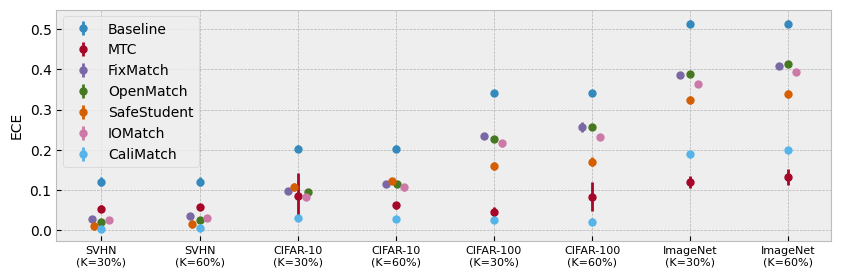 0.5
0.4
0.3
0.2
0.1
0.0
ECE
Baseline
MTC
FixMatch
OpenMatch
SafeStudent
IOMatch
CaliMatch
SVHN
(K=30%)
SVHN
(K=60%)
CIFAR-10
(K=30%)
CIFAR-10
(K=60%)
CIFAR-100
(K=30%)
CIFAR-100
(K=60%)
ImageNet
(K=30%)
ImageNet
(K=60%)